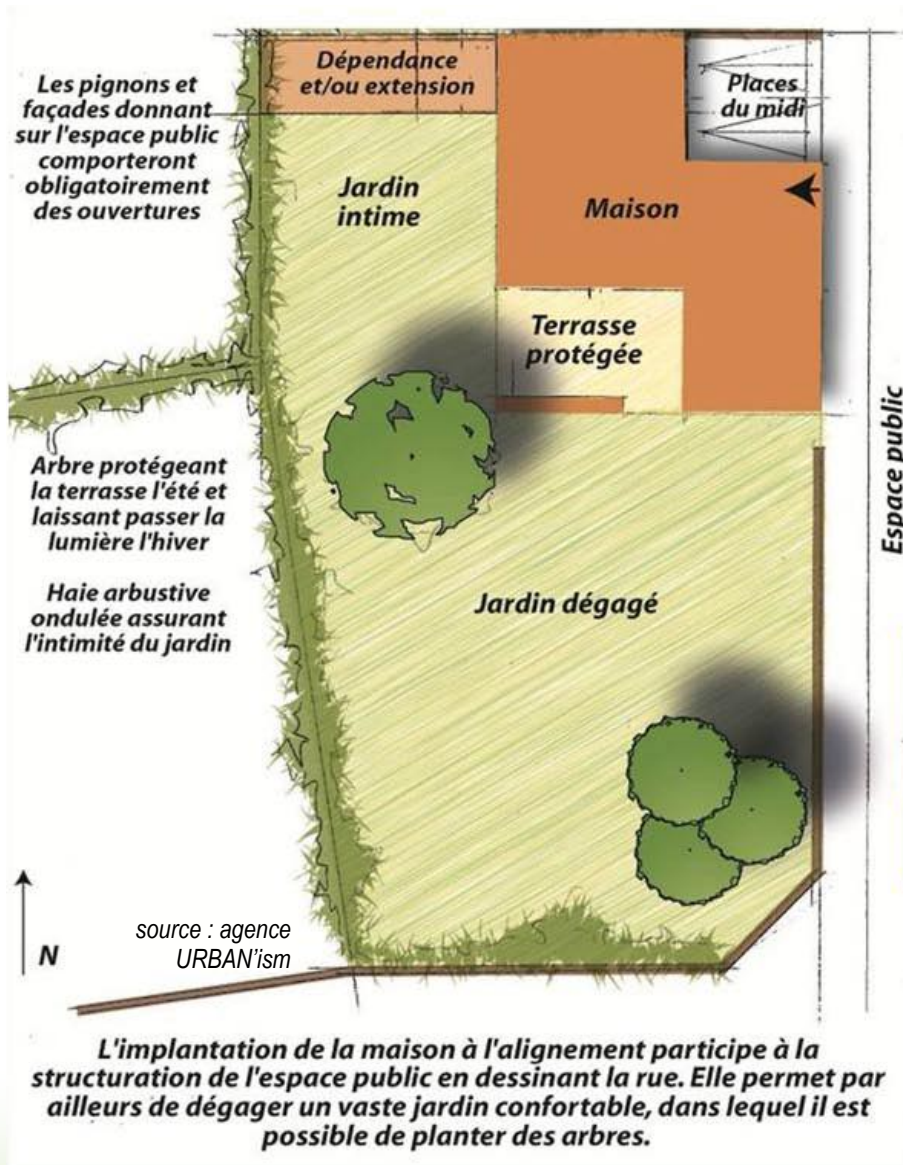 Dépendance
et/ou extension
Places
du midi
Les pignons et
façades donnant
sur l'espace public
comporteront
obligatoirement
des ouvertures
Jardin
intime
Maison
Terrasse
protégée
Espace public
Arbre protégeant
la terrasse l'été et
laissant passer la
lumière l'hiver
Haie arbustive
ondulée assurant
l'intimité du jardin
Jardin dégagé
N
source : agence
URBAN'ism
L'implantation de la maison à l'alignement participe à la
structuration de l'espace public en dessinant la rue. Elle permet par
ailleurs de dégager un vaste jardin confortable, dans lequel il est
possible de planter des arbres.